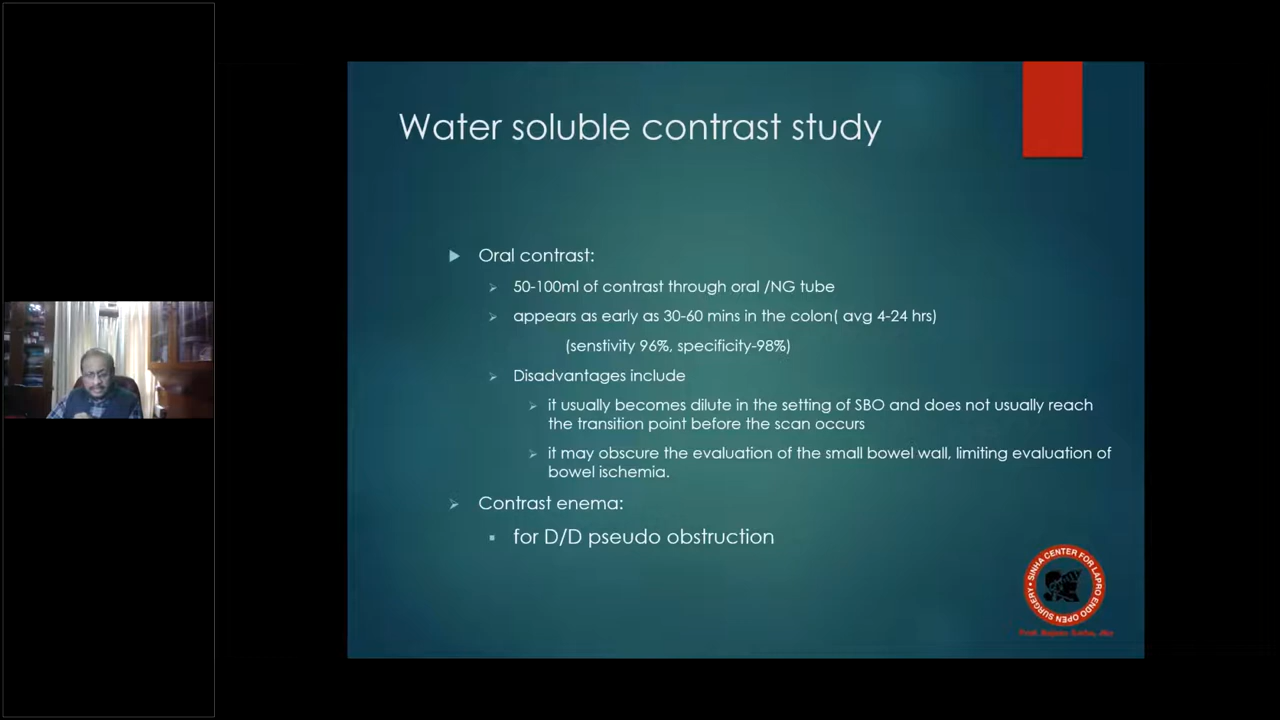 Water soluble contrast study
Oral contrast:
50-100ml of contrast through oral /NG tube
appears as early as 30-60 mins in the colon( avg 4-24 hrs)
(senstivity 96%, specificity-98%)
Disadvantages include
it usually becomes dilute in the setting of SBO and does not usually reach
the transition point before the scan occurs
it may obscure the evaluation of the small bowel wall, limiting evaluation of
bowel ischemia.
Contrast enema:
for D/D pseudo obstruction
SINHA CENTER FOR LAPRO ENDO OPEN SURGERY